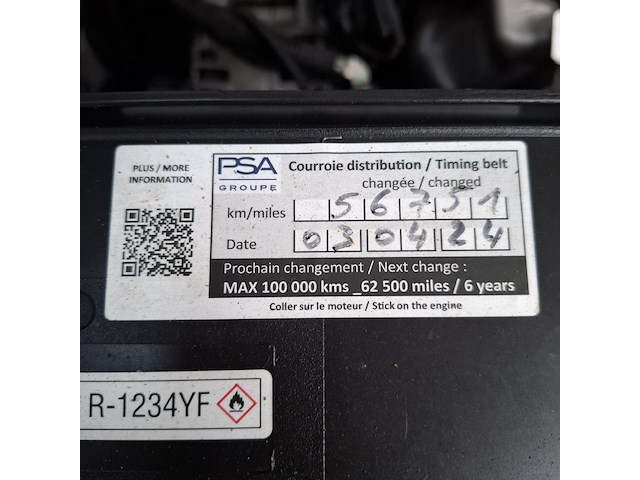 PLUS / MORE
INFORMATION
PSA
GROUPE
Courroie distribution / Timing belt
changée / changed
km/miles 56751
Date 030424
Prochain changement / Next change :
MAX 100 000 kms _62 500 miles / 6 years
Coller sur le moteur / Stick on the engine
R-1234YF